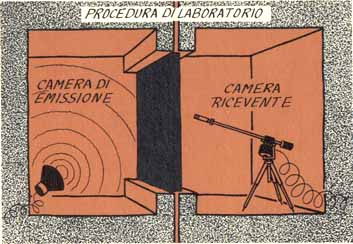 PROCEDURA DI LABORATORIO
CAMERA DI
EMISSIONE
CAMERA
RICEVENTE